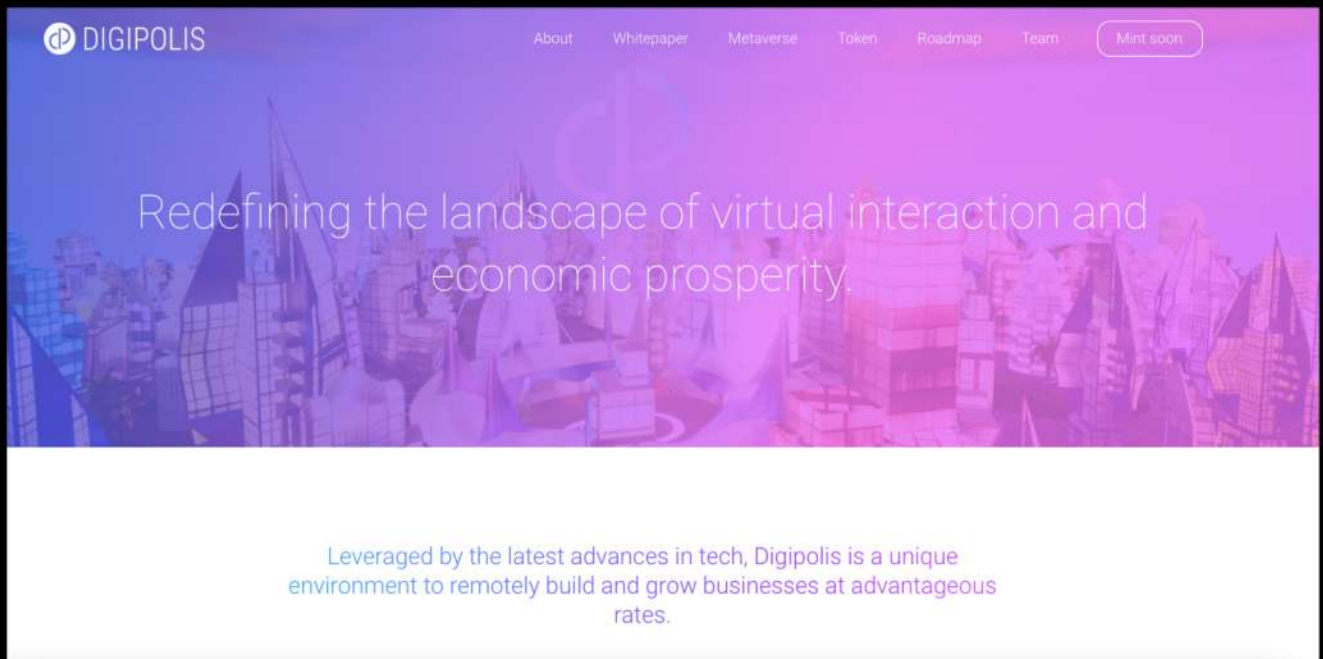 DIGIPOLIS
About Whitepaper Metaverse Token Roadmap Team Mint soon
Redefining the landscape of virtual interaction and
economic prosperity.
Leveraged by the latest advances in tech, Digipolis is a unique
environment to remotely build and grow businesses at advantageous
rates.